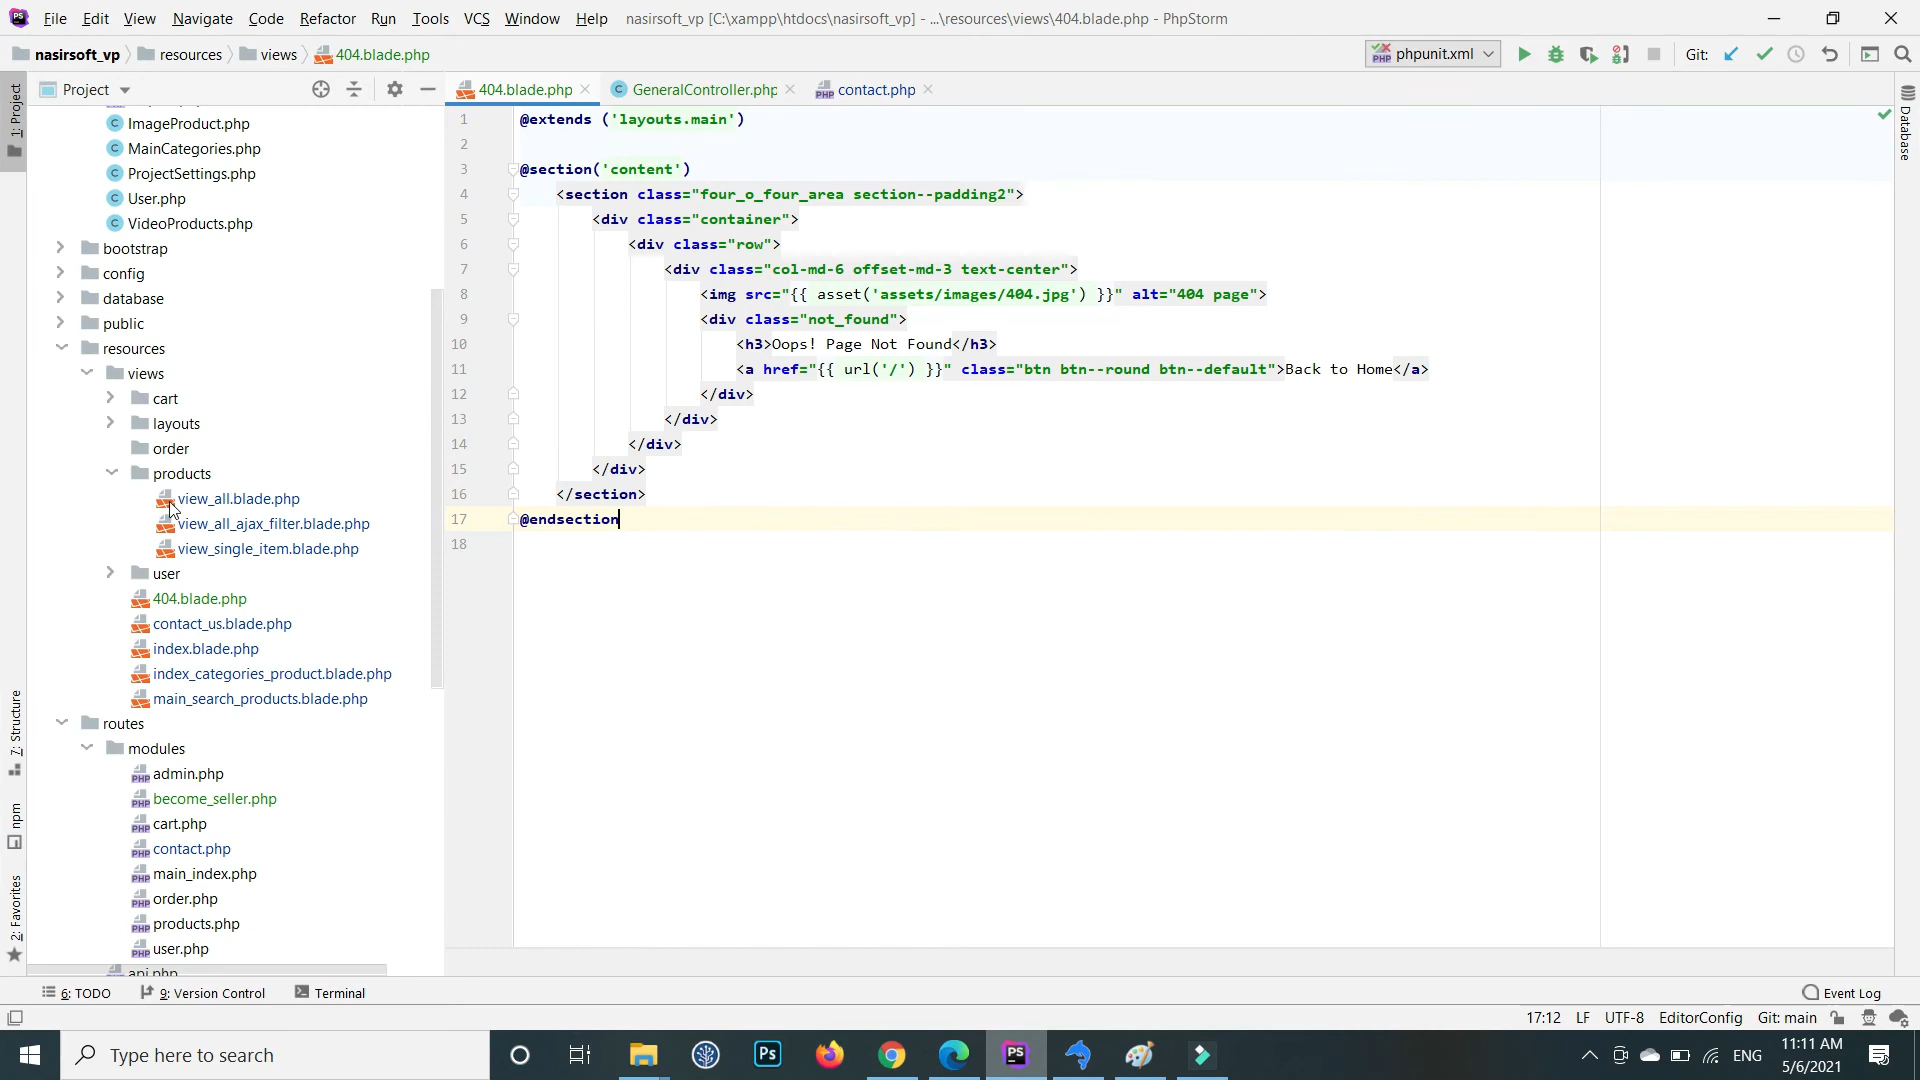 File Edit View Navigate Code Refactor Run Tools VCS Window Help nasirsoft_vp [C:\xampp\htdocs\nasirsoft_vp] - ...\resources\views\404.blade.php - PhpStorm
nasirsoft_vp resources views 404.blade.php
phpunit.xml Git:
Project
404.blade.php GeneralController.php contact.php
ImageProduct.php
MainCategories.php
ProjectSettings.php
User.php
VideoProducts.php
bootstrap
config
database
public
resources
views
cart
layouts
order
products
view_all.blade.php
view_all_ajax_filter.blade.php
view_single_item.blade.php
user
404.blade.php
contact_us.blade.php
index.blade.php
index_categories_product.blade.php
main_search_products.blade.php
routes
modules
admin.php
become_seller.php
cart.php
contact.php
main_index.php
order.php
products.php
user.php
api.php
1 @extends ('layouts.main')
2
3 @section('content')
4 <section class="four_o_four_area section--padding2">
5 <div class="container">
6 <div class="row">
7 <div class="col-md-6 offset-md-3 text-center">
8 <img src="{{ asset('assets/images/404.jpg') }}" alt="404 page">
9 <div class="not_found">
10 <h3>Oops! Page Not Found</h3>
11 <a href="{{ url('/') }}" class="btn btn--round btn--default">Back to Home</a>
12 </div>
13 </div>
14 </div>
15 </div>
16 </section>
17 @endsection
18
1: Project
7: Structure
npm
2: Favorites
Database
6: TODO 9: Version Control Terminal Event Log
17:12 LF UTF-8 EditorConfig Git: main
Type here to search
Ps
PS
ENG
11:11 AM
5/6/2021